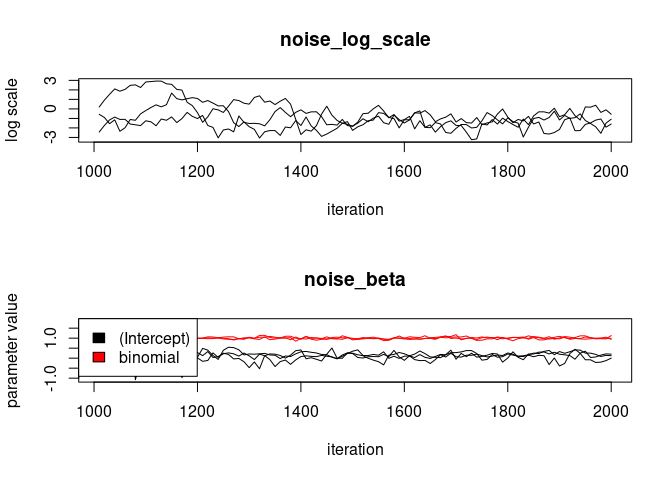 noise_log_scale
log scale
3
0
-3
1000 1200 1400 1600 1800 2000
iteration
noise_beta
parameter value
1.0
-1.0
(Intercept)
binomial
1000 1200 1400 1600 1800 2000
iteration